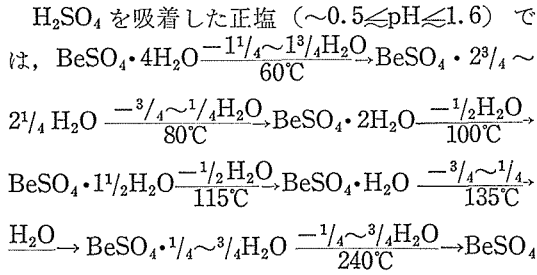 H₂SO₄ を吸着した正塩（～0.5≦pH≦1.6）で
は，BeSO₄・4H₂O —1¹/₄～1³/₄H₂O 60℃→BeSO₄・2³/₄～
2¹/₄ H₂O —³/₄～¹/₄H₂O 80℃→BeSO₄・2H₂O —¹/₂H₂O 100℃→
BeSO₄・1¹/₂H₂O —¹/₂H₂O 115℃→BeSO₄・H₂O —³/₄～¹/₄ 135℃→
H₂O→ BeSO₄・¹/₄～³/₄H₂O —¹/₄～³/₄H₂O 240℃→BeSO₄